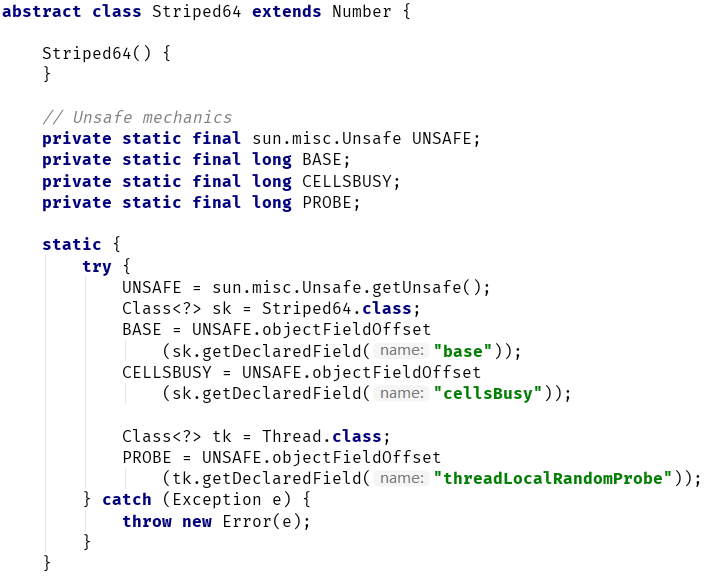 abstract class Striped64 extends Number {
Striped64() {
}
// Unsafe mechanics
private static final sun.misc.Unsafe UNSAFE;
private static final long BASE;
private static final long CELLSBUSY;
private static final long PROBE;
static {
try {
UNSAFE = sun.misc.Unsafe.getUnsafe();
Class<?> sk = Striped64.class;
BASE = UNSAFE.objectFieldOffset
(sk.getDeclaredField( name: "base"));
CELLSBUSY = UNSAFE.objectFieldOffset
(sk.getDeclaredField( name: "cellsBusy"));
Class<?> tk = Thread.class;
PROBE = UNSAFE.objectFieldOffset
(tk.getDeclaredField( name: "threadLocalRandomProbe"));
} catch (Exception e) {
throw new Error(e);
}
}